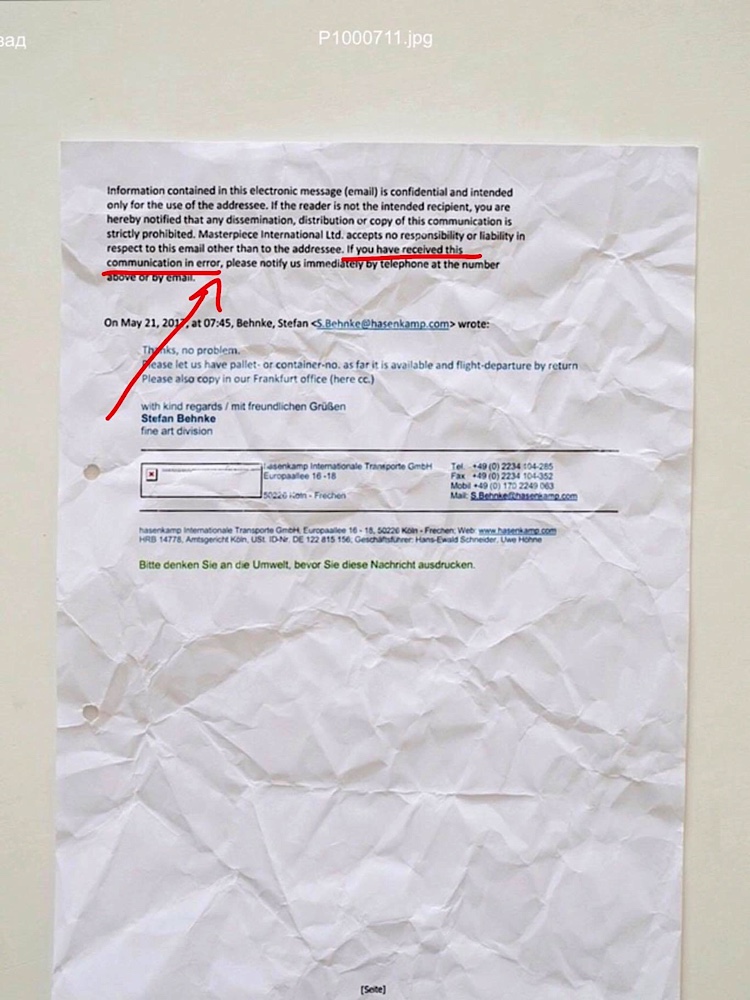 P1000711.jpg
Information contained in this electronic message (email) is confidential and intended
only for the use of the addressee. If the reader is not the intended recipient, you are
hereby notified that any dissemination, distribution or copy of this communication is
strictly prohibited. Masterpiece International Ltd. accepts no responsibility or liability in
respect to this email other than to the addressee. If you have received this
communication in error, please notify us immediately by telephone at the number
above or by email.
On May 21, 2017, at 07:45, Behnke, Stefan <S.Behnke@hasenkamp.com> wrote:
Thanks, no problem.
Please let us have pallet- or container-no. as far it is available and flight-departure by return
Please also copy in our Frankfurt office (here cc.)
with kind regards / mit freundlichen Grüßen
Stefan Behnke
fine art division
hasenkamp Internationale Transporte GmbH
Europaallee 16 -18
50226 Köln - Frechen
Tel. +49 (0) 2234 104-285
Fax +49 (0) 2234 104-352
Mobil +49 (0) 170 2249 063
Mail: S.Behnke@hasenkamp.com
hasenkamp Internationale Transporte GmbH, Europaallee 16 - 18, 50226 Köln - Frechen; Web: www.hasenkamp.com
HRB 14778, Amtsgericht Köln, USt. ID-Nr. DE 122 815 156, Geschäftsführer: Hans-Ewald Schneider, Uwe Höhne
Bitte denken Sie an die Umwelt, bevor Sie diese Nachricht ausdrucken.
[Seite]